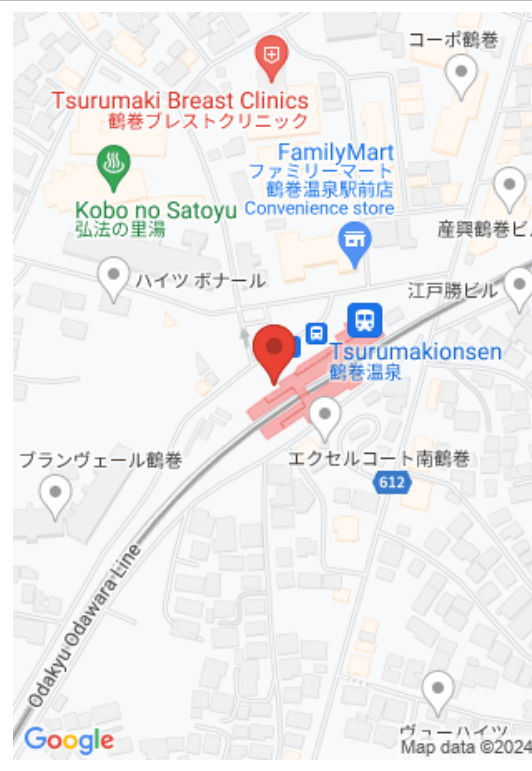 コーポ鶴巻
Tsurumaki Breast Clinics
鶴巻ブレストクリニック
FamilyMart
ファミリーマート
鶴巻温泉駅前店
Convenience store
Kobo no Satoyu
弘法の里湯
産興鶴巻ビ
ハイツ ボナール
江戸勝ビル
Tsurumakionsen
鶴巻温泉
ブランヴェール鶴巻
エクセルコート南鶴巻
612
Odakyu Odawara Line
ヴューハイツ
Google
Map data ©2024